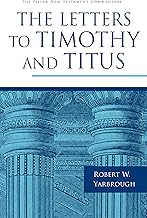 THE PILLAR NEW TESTAMENT COMMENTARY
THE LETTERS
TO TIMOTHY
AND TITUS
ROBERT W.
YARBROUGH